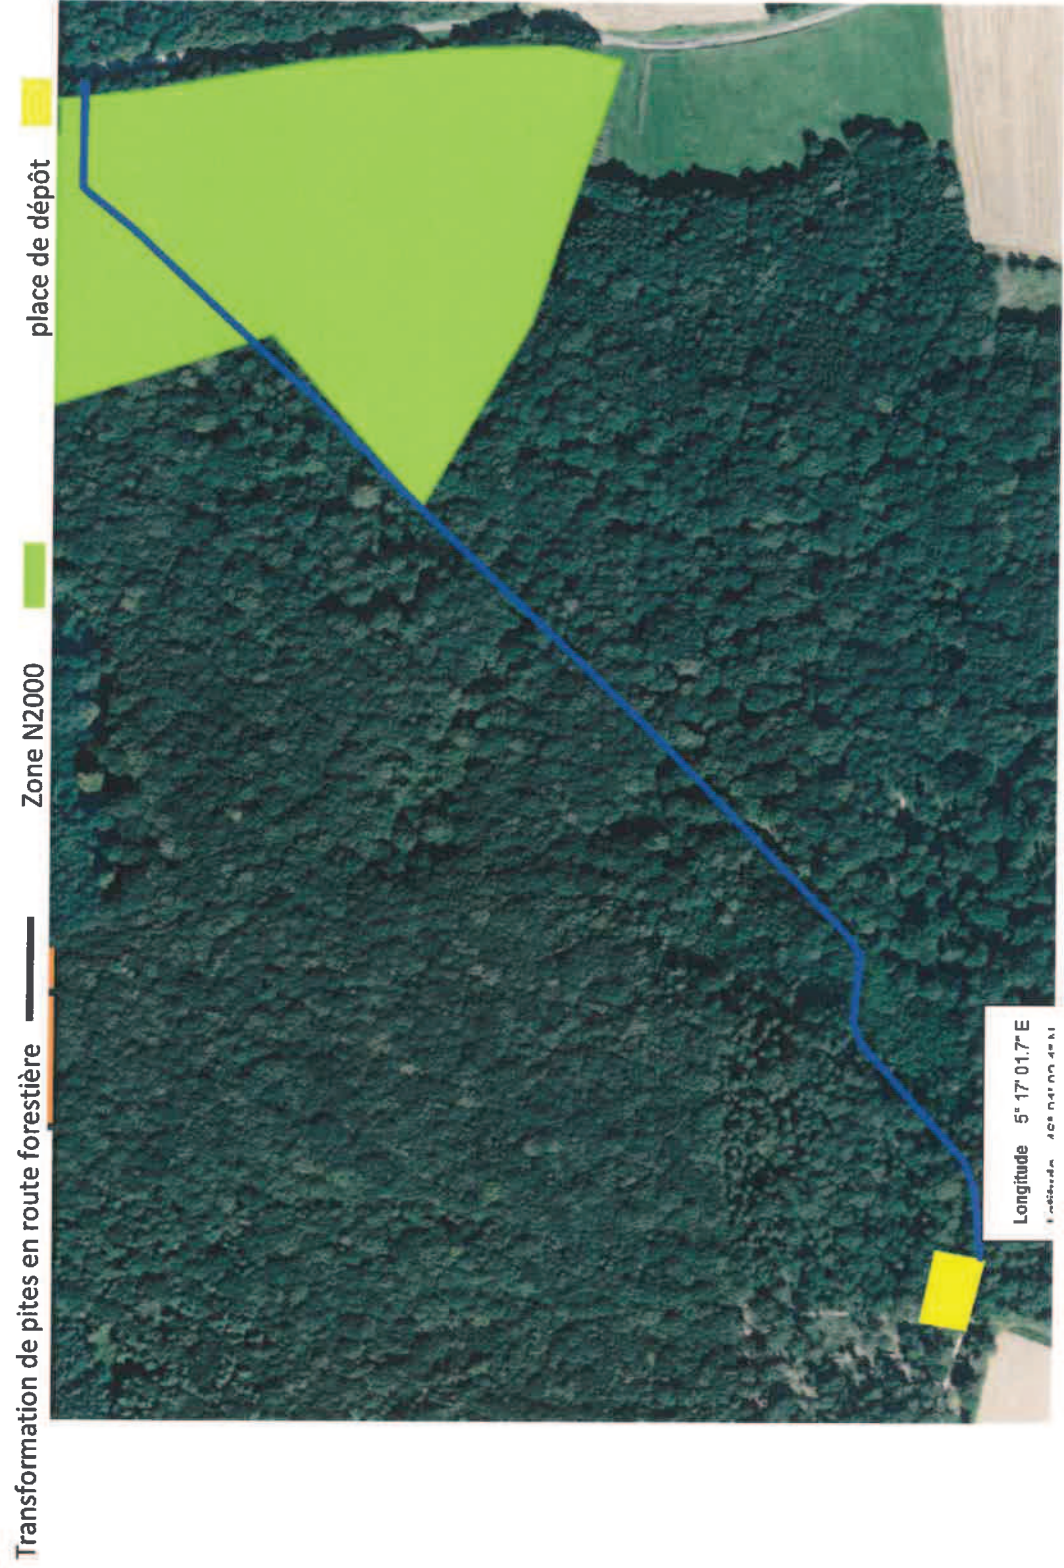 Transformation de pites en route forestière Zone N2000 place de dépôt
Longitude 5° 17' 01.7" E